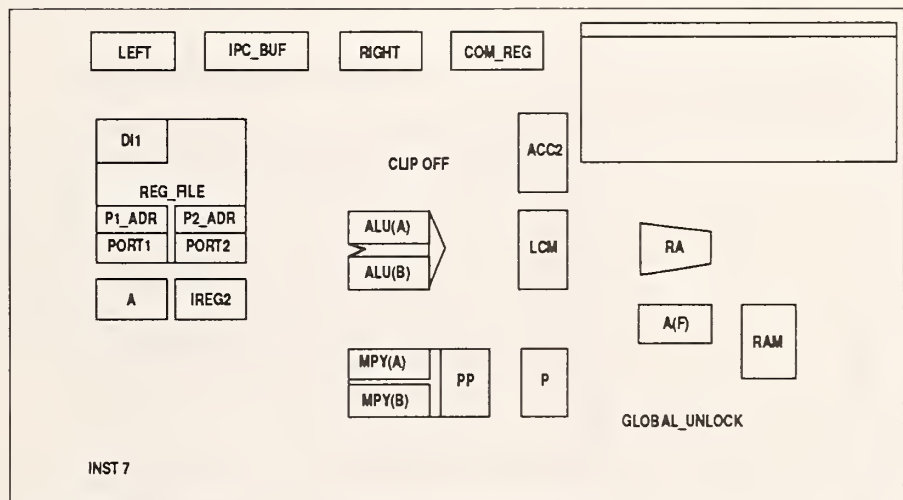 LEFT
IPC_BUF
RIGHT
COM_REG
DI1
REG_FILE
P1_ADR
P2_ADR
PORT1
PORT2
A
IREG2
CLIP OFF
ACC2
ALU(A)
ALU(B)
LCM
RA
A(F)
RAM
MPY(A)
MPY(B)
PP
P
GLOBAL_UNLOCK
INST 7